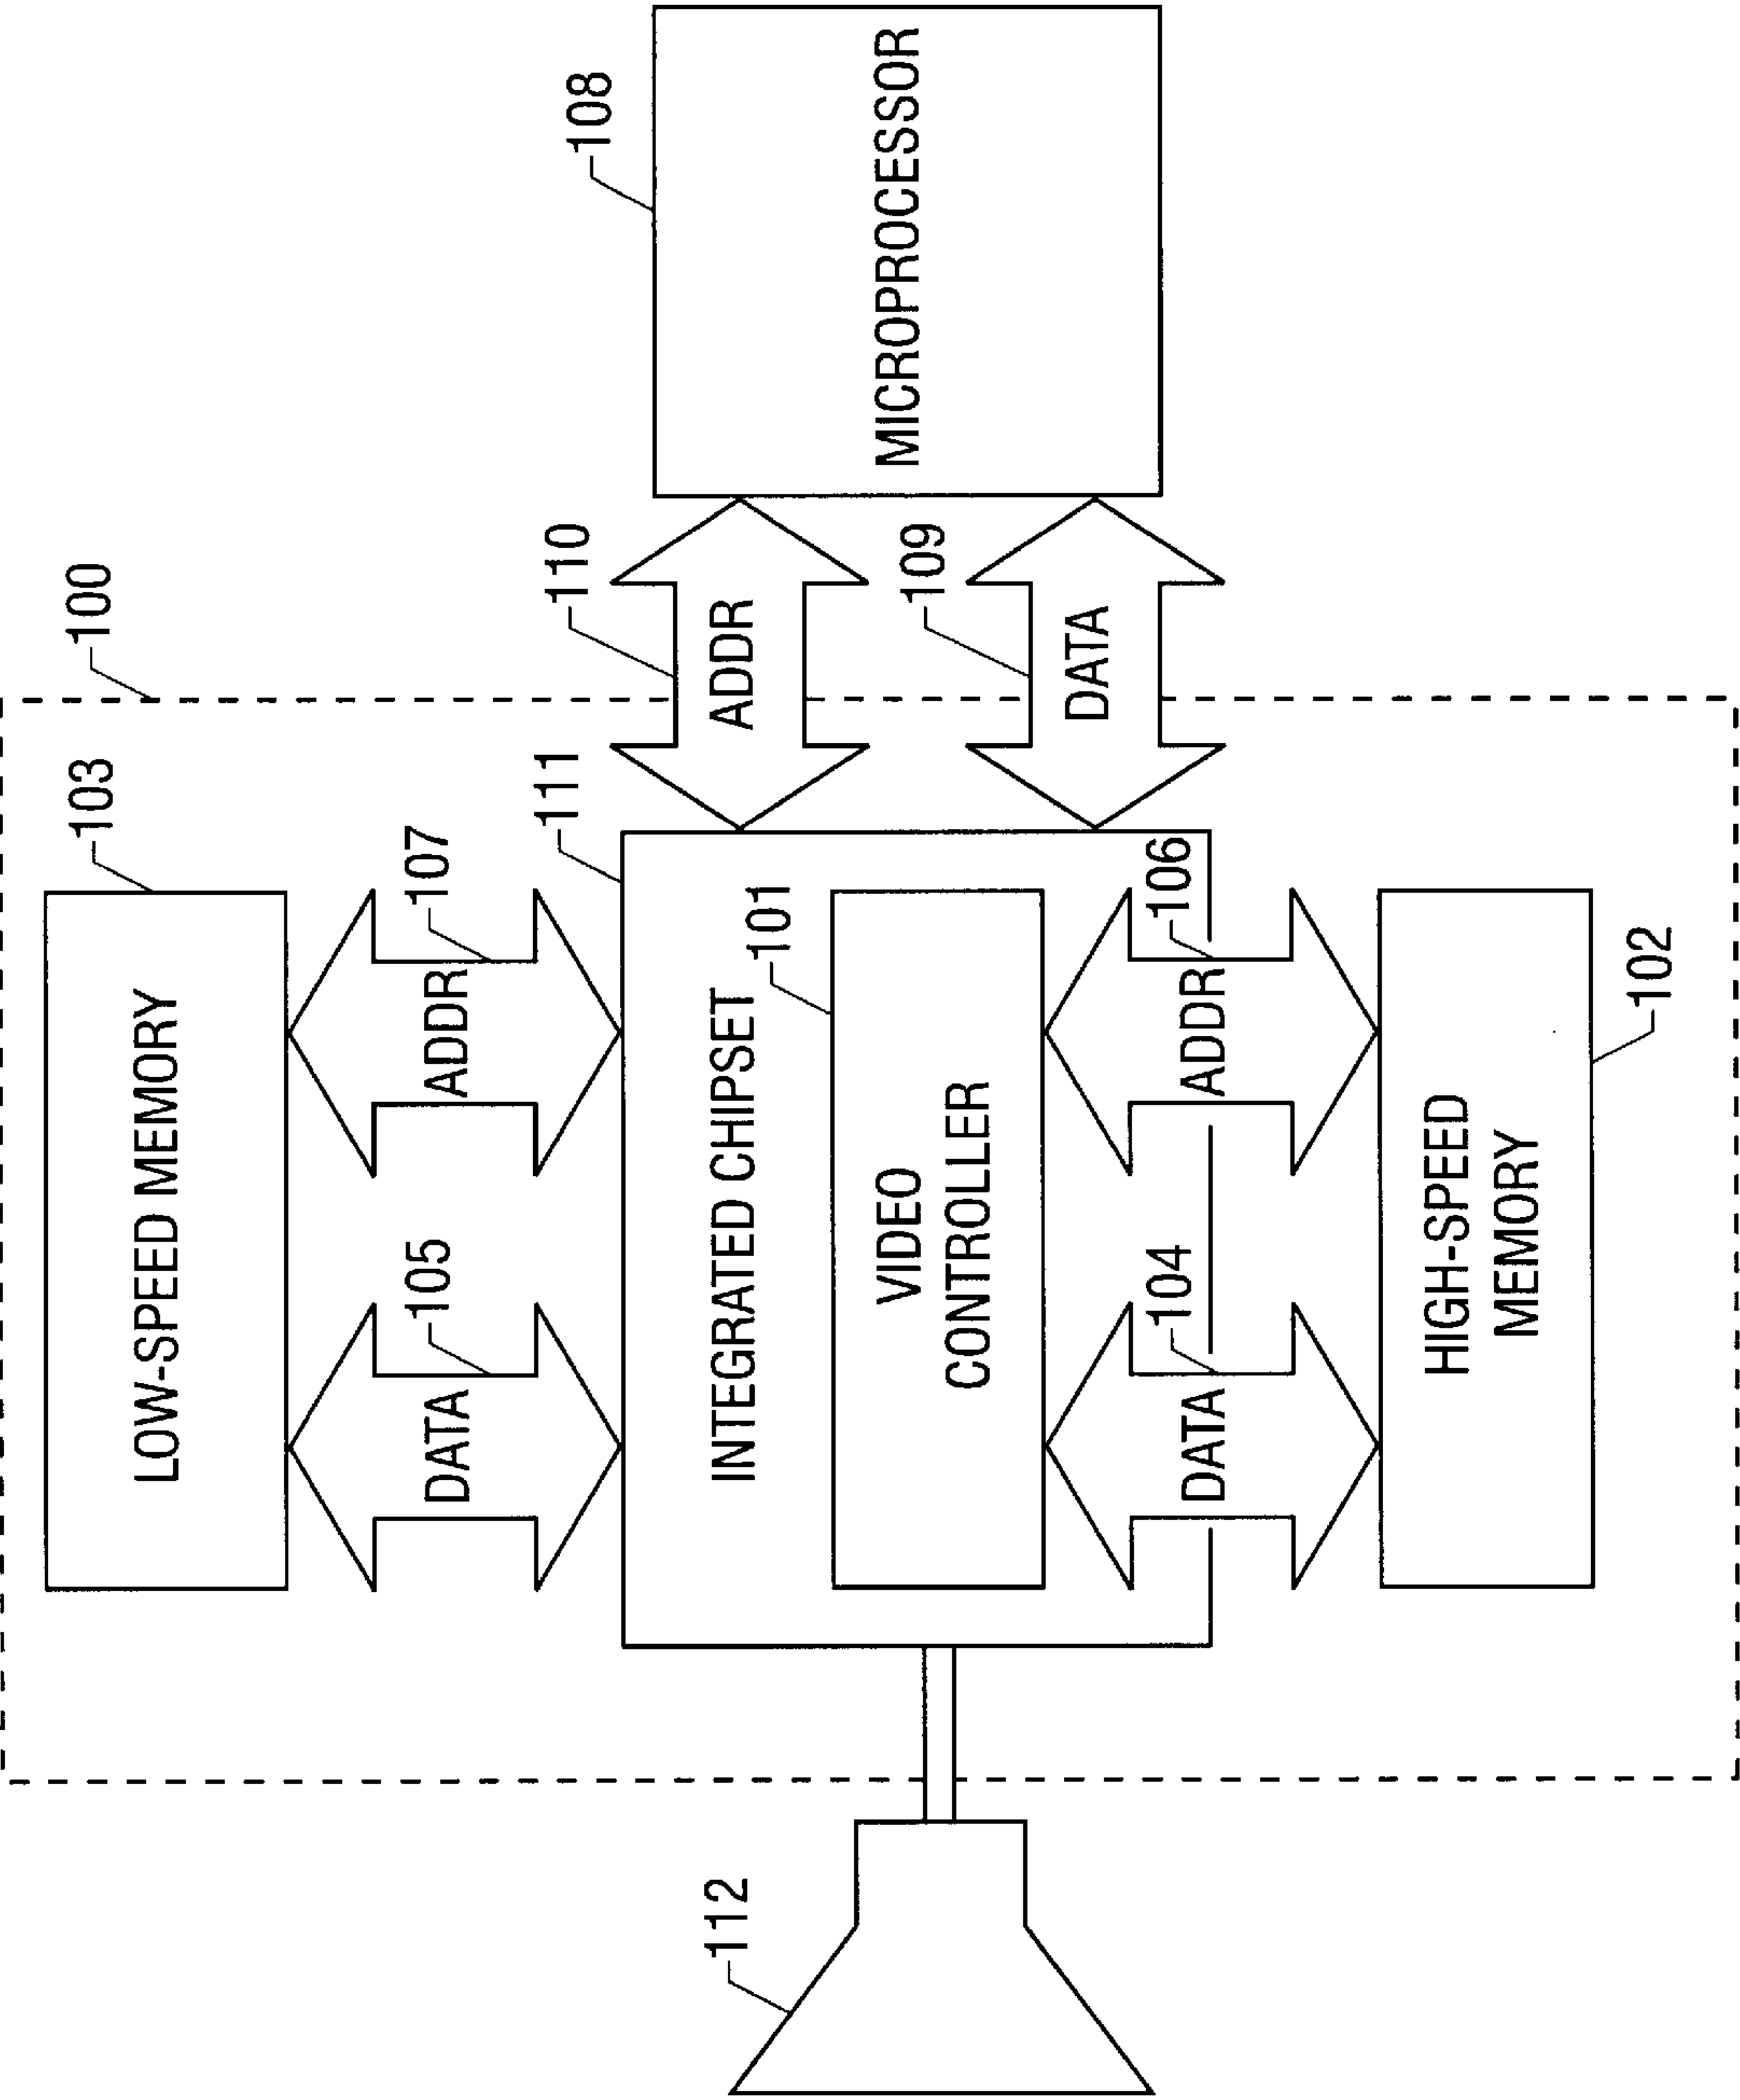 100
103
LOW-SPEED MEMORY
105
DATA
107
ADDR
111
INTEGRATED CHIPSET
101
VIDEO
CONTROLLER
104
DATA
106
ADDR
HIGH-SPEED
MEMORY
102
112
110
ADDR
109
DATA
108
MICROPROCESSOR